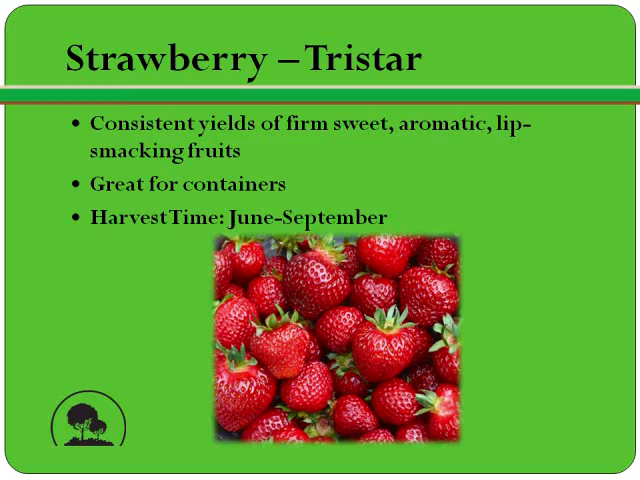 Strawberry – Tristar
• Consistent yields of firm sweet, aromatic, lip-
smacking fruits
• Great for containers
• Harvest Time: June-September